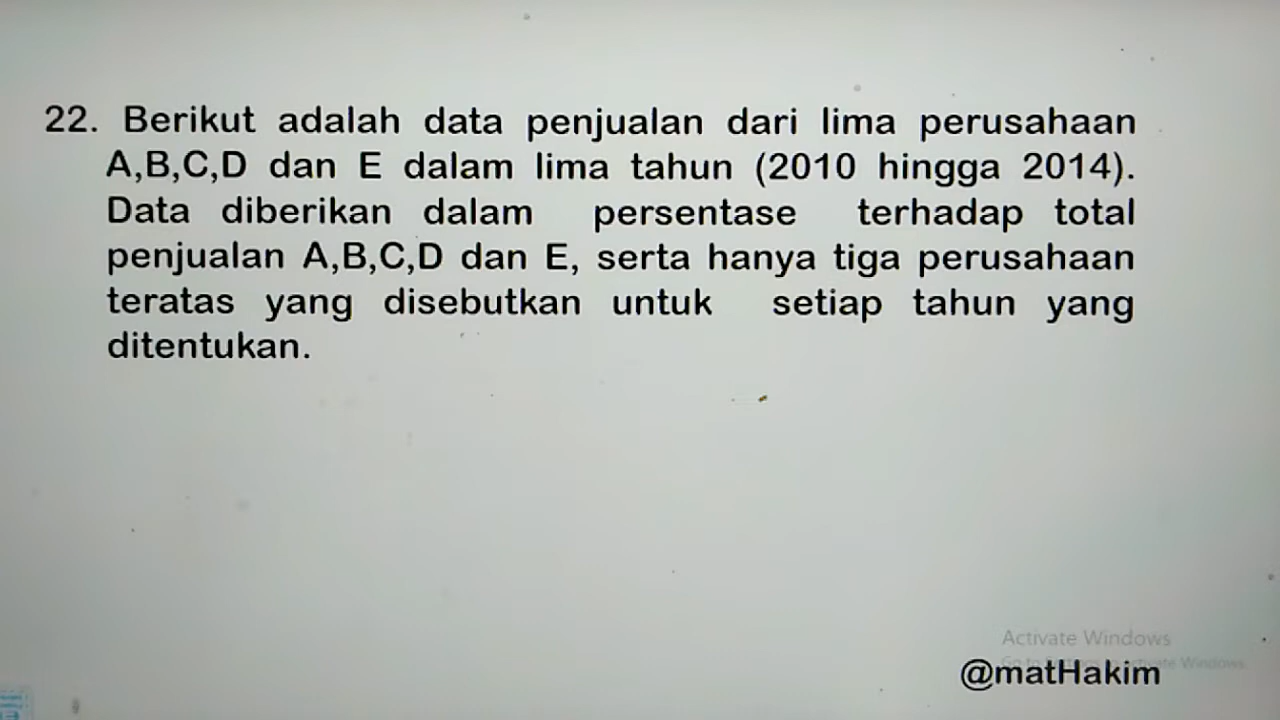 22. Berikut adalah data penjualan dari lima perusahaan
A,B,C,D dan E dalam lima tahun (2010 hingga 2014).
Data diberikan dalam persentase terhadap total
penjualan A,B,C,D dan E, serta hanya tiga perusahaan
teratas yang disebutkan untuk setiap tahun yang
ditentukan.
Activate Windows
@matHakim